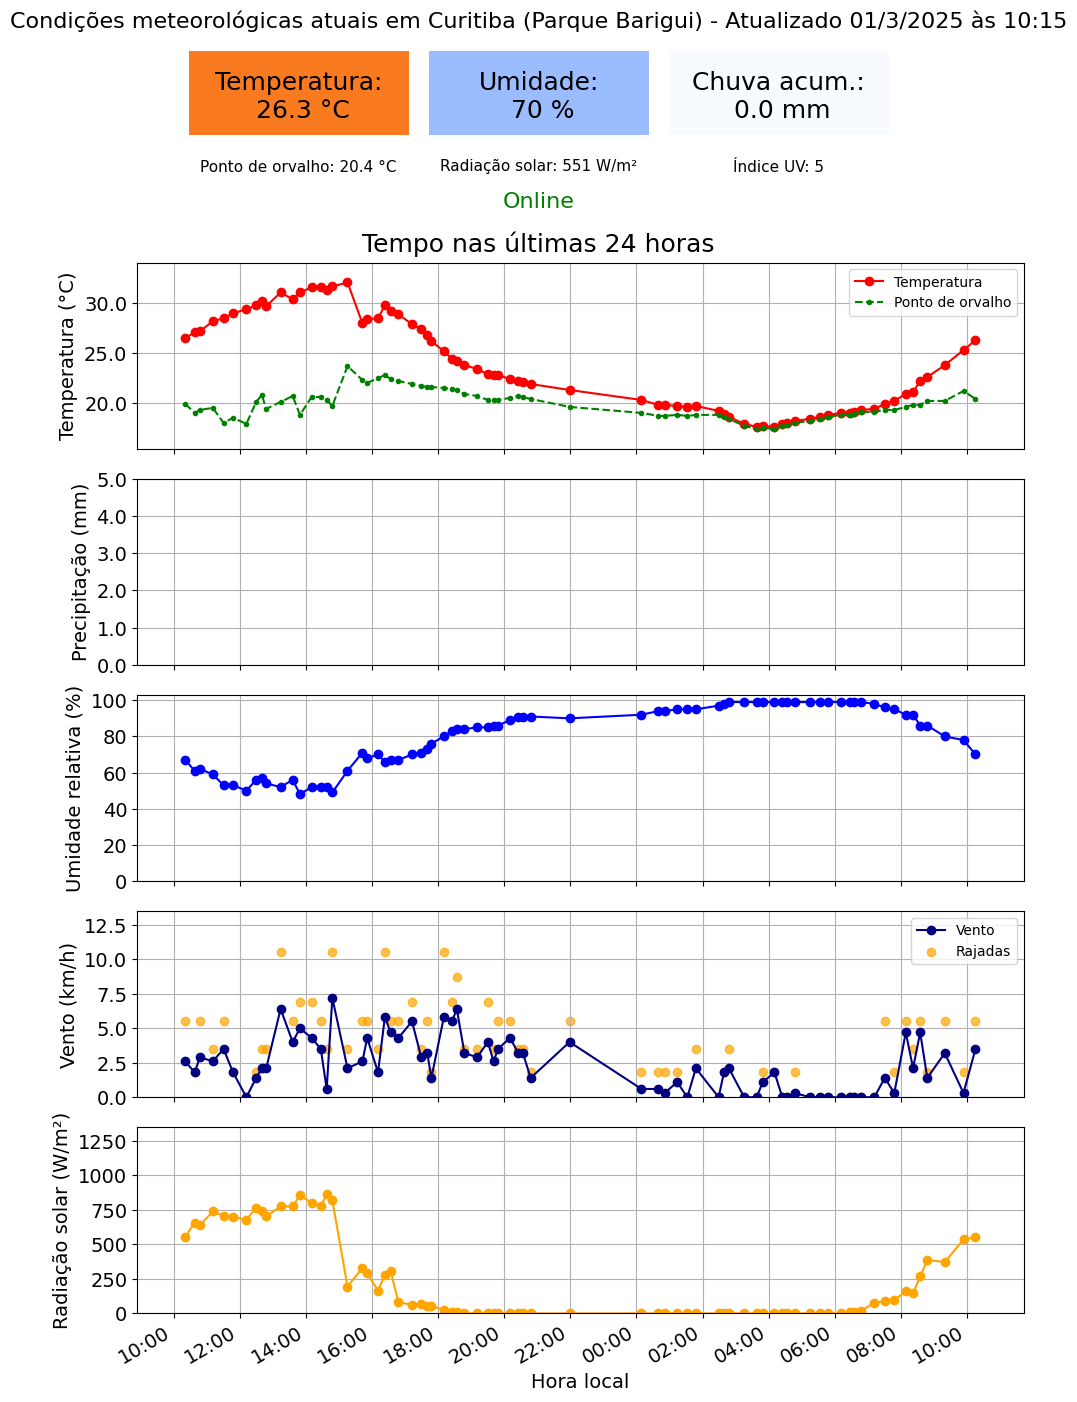 Condições meteorológicas atuais em Curitiba (Parque Barigui) - Atualizado 01/3/2025 às 10:15
Temperatura:
26.3 °C
Umidade:
70 %
Chuva acum.:
0.0 mm
Ponto de orvalho: 20.4 °C
Radiação solar: 551 W/m²
Índice UV: 5
Online
Tempo nas últimas 24 horas
Temperatura (°C)
30.0
25.0
20.0
Temperatura
Ponto de orvalho
Precipitação (mm)
5.0
4.0
3.0
2.0
1.0
0.0
Umidade relativa (%)
100
80
60
40
20
0
Vento (km/h)
12.5
10.0
7.5
5.0
2.5
0.0
Vento
Rajadas
Radiação solar (W/m²)
1250
1000
750
500
250
0
10:00
12:00
14:00
16:00
18:00
20:00
22:00
00:00
02:00
04:00
06:00
08:00
10:00
Hora local